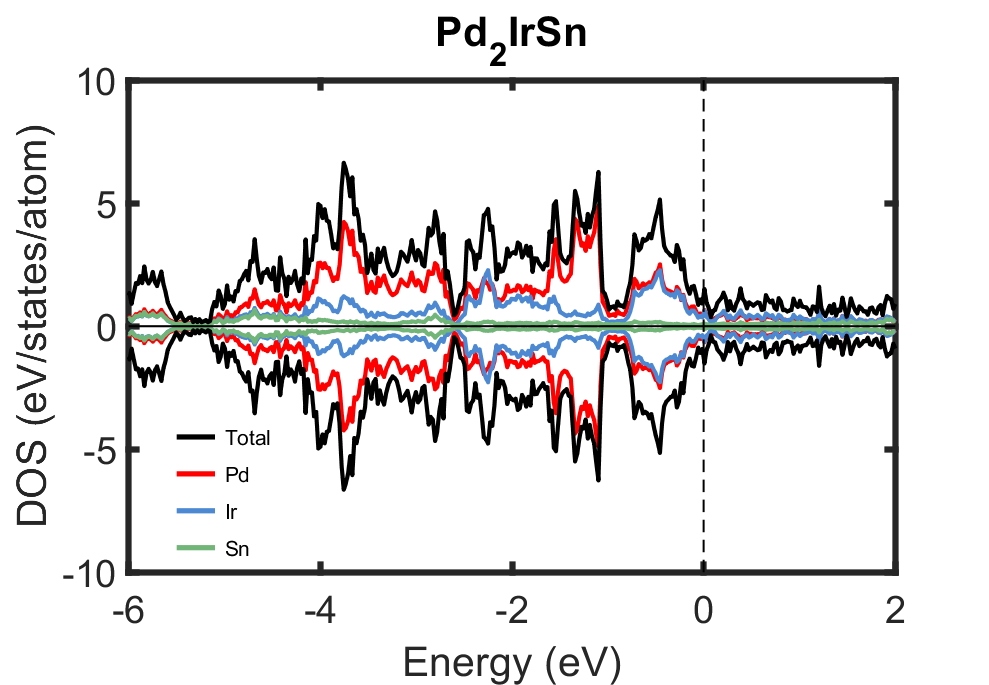 Pd2IrSn
DOS (eV/states/atom)
10
5
0
-5
-10
Total
Pd
Ir
Sn
-6 -4 -2 0 2
Energy (eV)